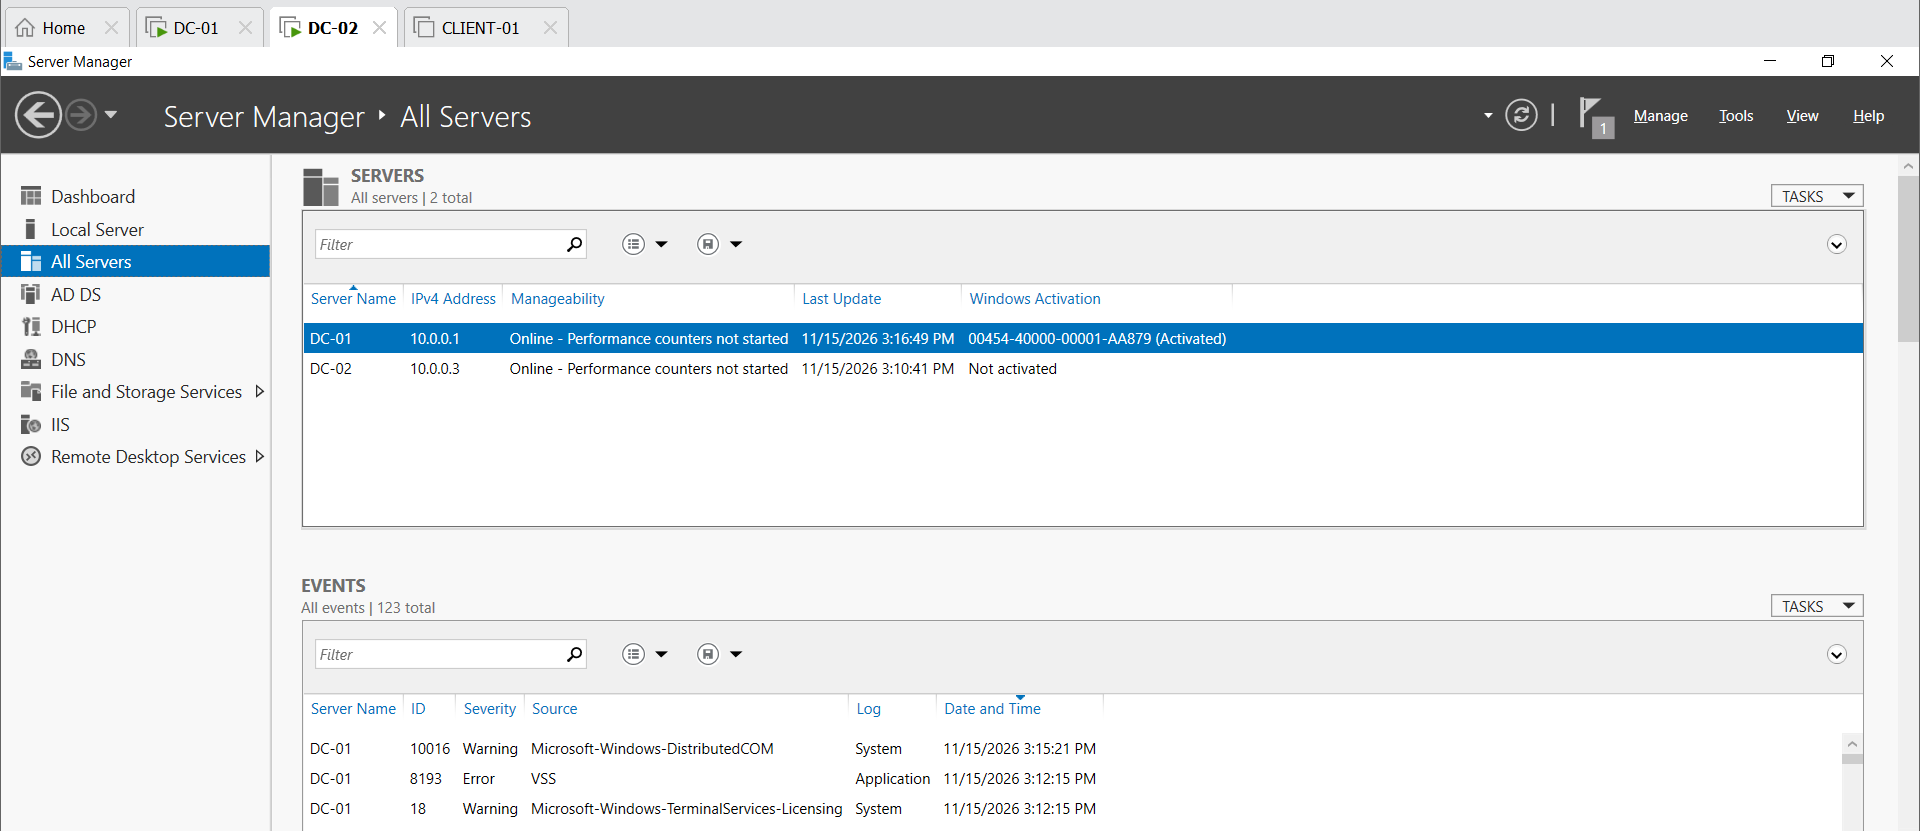 Home DC-01 DC-02 CLIENT-01
Server Manager
Server Manager All Servers
1 Manage Tools View Help
Dashboard
Local Server
All Servers
AD DS
DHCP
DNS
File and Storage Services
IIS
Remote Desktop Services
SERVERS
All servers | 2 total
TASKS
Filter
Server Name IPv4 Address Manageability Last Update Windows Activation
DC-01 10.0.0.1 Online - Performance counters not started 11/15/2026 3:16:49 PM 00454-40000-00001-AA879 (Activated)
DC-02 10.0.0.3 Online - Performance counters not started 11/15/2026 3:10:41 PM Not activated
EVENTS
All events | 123 total
TASKS
Filter
Server Name ID Severity Source Log Date and Time
DC-01 10016 Warning Microsoft-Windows-DistributedCOM System 11/15/2026 3:15:21 PM
DC-01 8193 Error VSS Application 11/15/2026 3:12:15 PM
DC-01 18 Warning Microsoft-Windows-TerminalServices-Licensing System 11/15/2026 3:12:15 PM